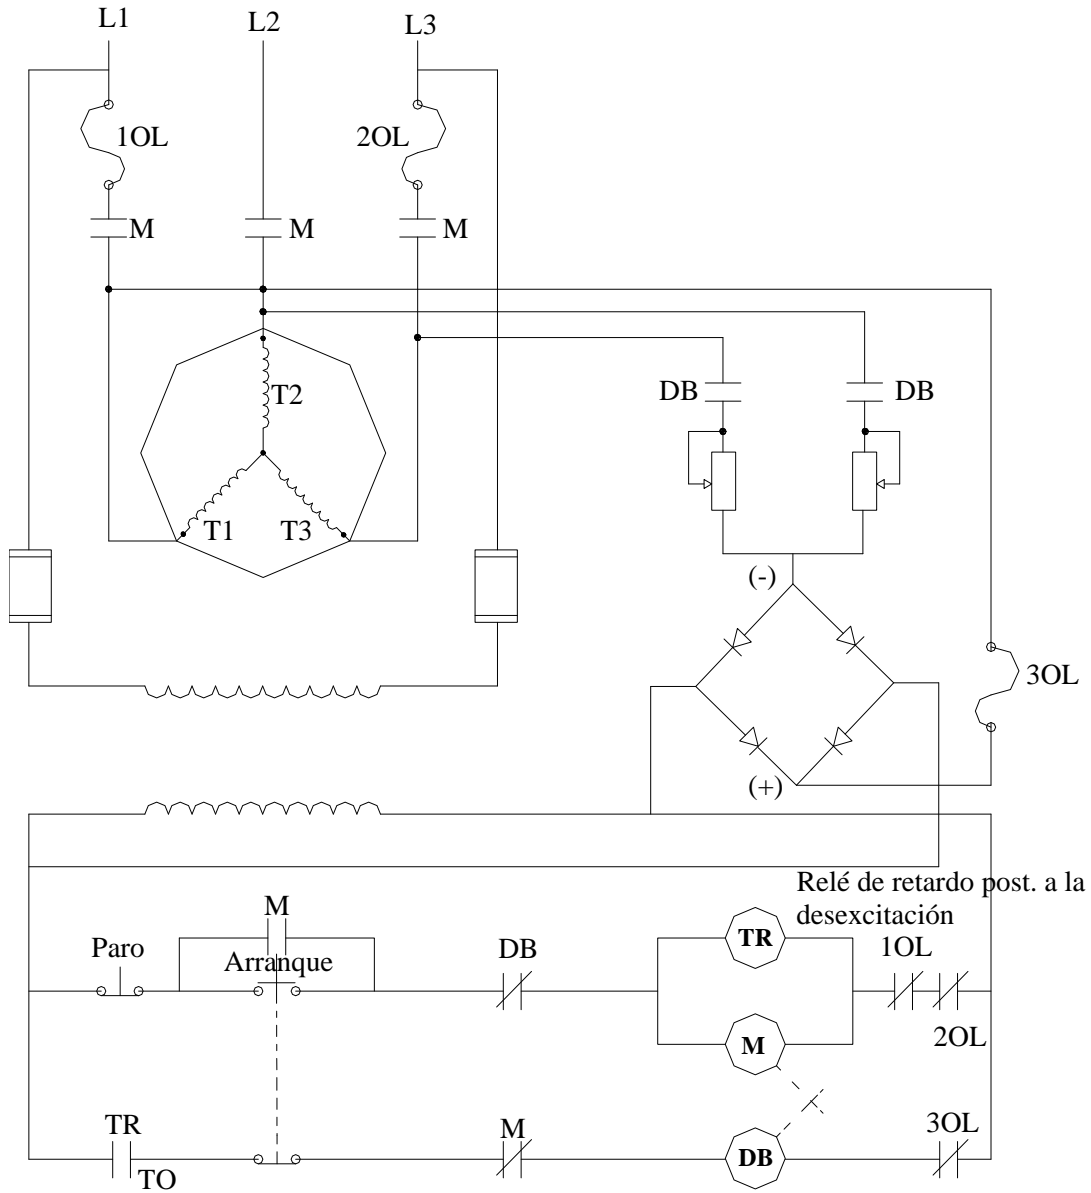 L1
L2
L3
1OL
2OL
M
M
M
T2
T1
T3
DB
DB
(-)
(+)
3OL
Relé de retardo post. a la
desexcitación
M
Paro
Arranque
DB
TR
1OL
M
2OL
TR
TO
M
DB
3OL